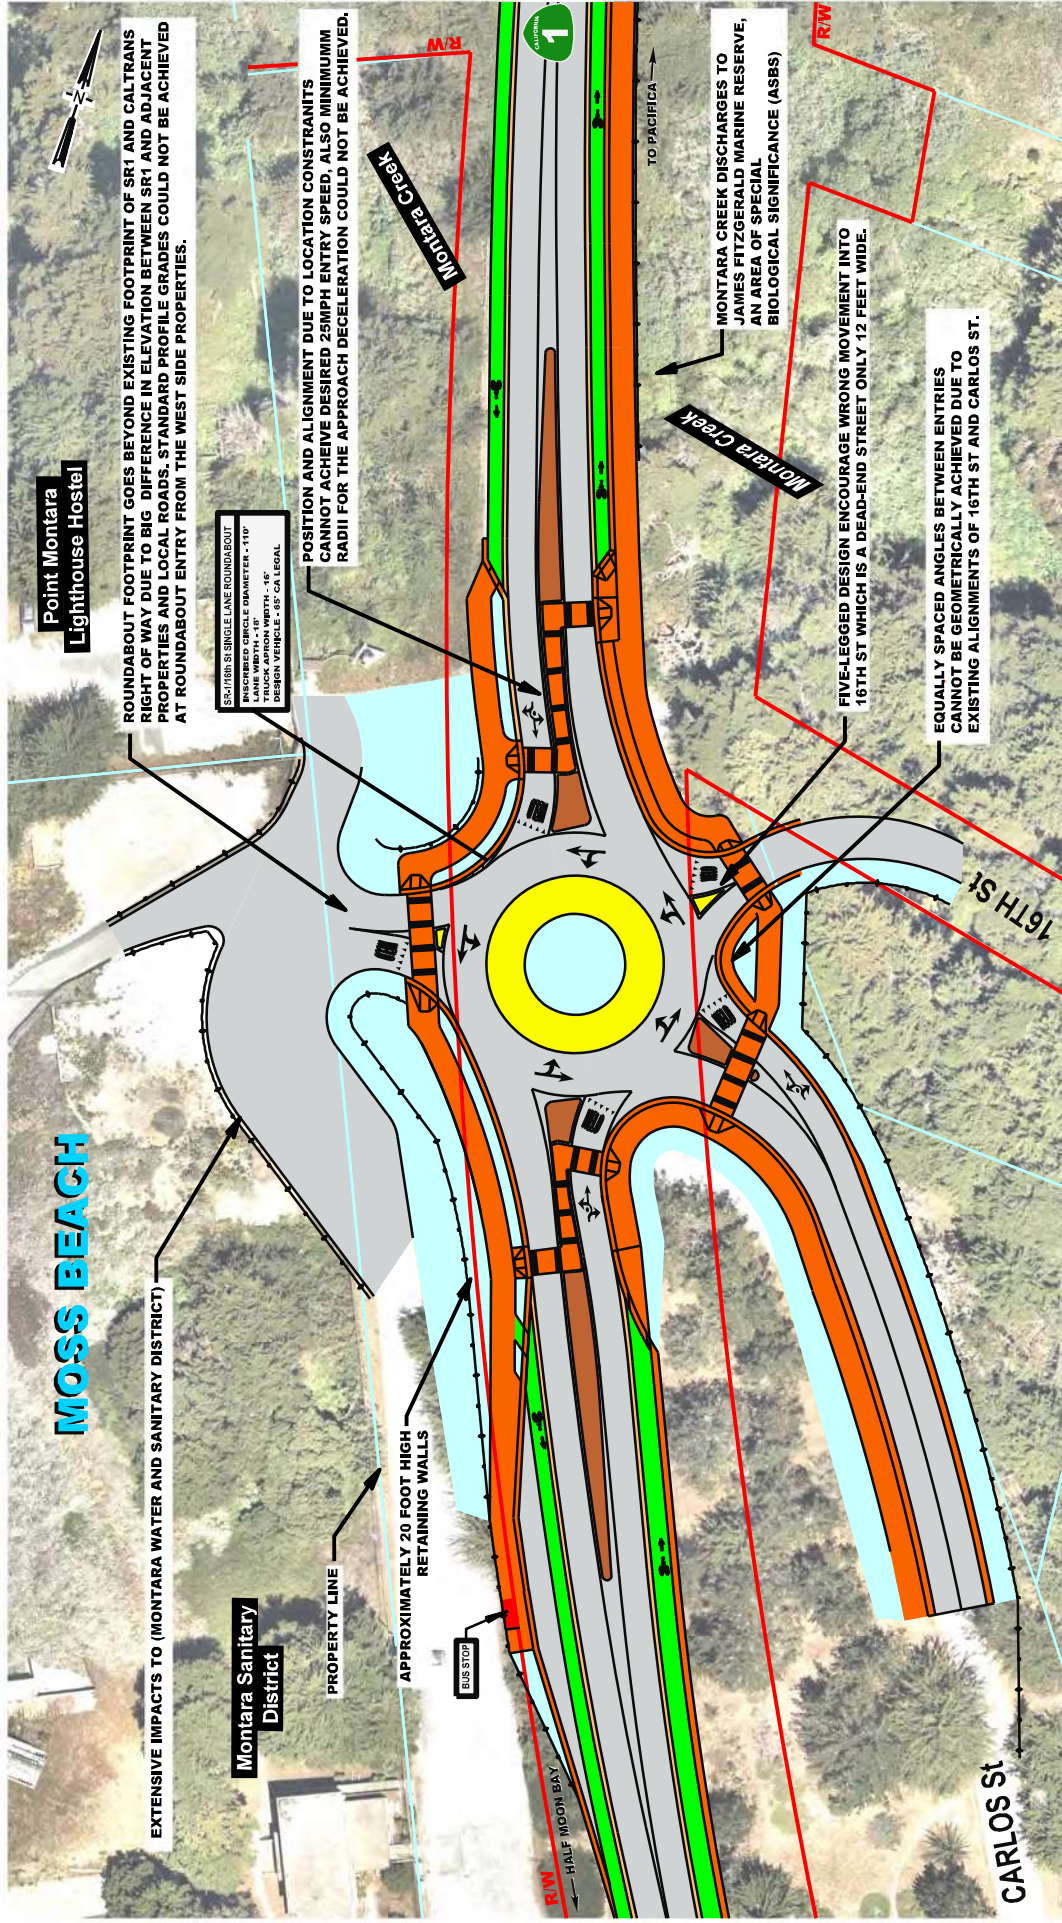 MOSS BEACH
Point Montara
Lighthouse Hostel
ROUNDABOUT FOOTPRINT GOES BEYOND EXISTING FOOTPRINT OF SR1 AND CALTRANS
RIGHT OF WAY DUE TO BIG DIFFERENCE IN ELEVATION BETWEEN SR1 AND ADJACENT
PROPERTIES AND LOCAL ROADS. STANDARD PROFILE GRADES COULD NOT BE ACHIEVED
AT ROUNDABOUT ENTRY FROM THE WEST SIDE PROPERTIES.
N
EXTENSIVE IMPACTS TO (MONTARA WATER AND SANITARY DISTRICT)
SR-1/16th St SINGLE LANE ROUNDABOUT
INSCRIBED CIRCLE DIAMETER - 110'
LANE WIDTH - 18'
TRUCK APRON WIDTH - 16'
DESIGN VEHICLE - 65' CA LEGAL
POSITION AND ALIGNMENT DUE TO LOCATION CONSTRANITS
CANNOT ACHEIVE DESIRED 25MPH ENTRY SPEED, ALSO MINIMUMM
RADII FOR THE APPROACH DECELERATION COULD NOT BE ACHIEVED.
Montara Sanitary
District
PROPERTY LINE
APPROXIMATELY 20 FOOT HIGH
RETAINING WALLS
BUS STOP
R/W
Montara Creek
CALIFORNIA
1
R/W
HALF MOON BAY
TO PACIFICA
Montara Creek
MONTARA CREEK DISCHARGES TO
JAMES FITZGERALD MARINE RESERVE,
AN AREA OF SPECIAL
BIOLOGICAL SIGNIFICANCE (ASBS)
R/W
FIVE-LEGGED DESIGN ENCOURAGE WRONG MOVEMENT INTO
16TH ST WHICH IS A DEAD-END STREET ONLY 12 FEET WIDE.
EQUALLY SPACED ANGLES BETWEEN ENTRIES
CANNOT BE GEOMETRICALLY ACHIEVED DUE TO
EXISTING ALIGNMENTS OF 16TH ST AND CARLOS ST.
16TH St
CARLOS St